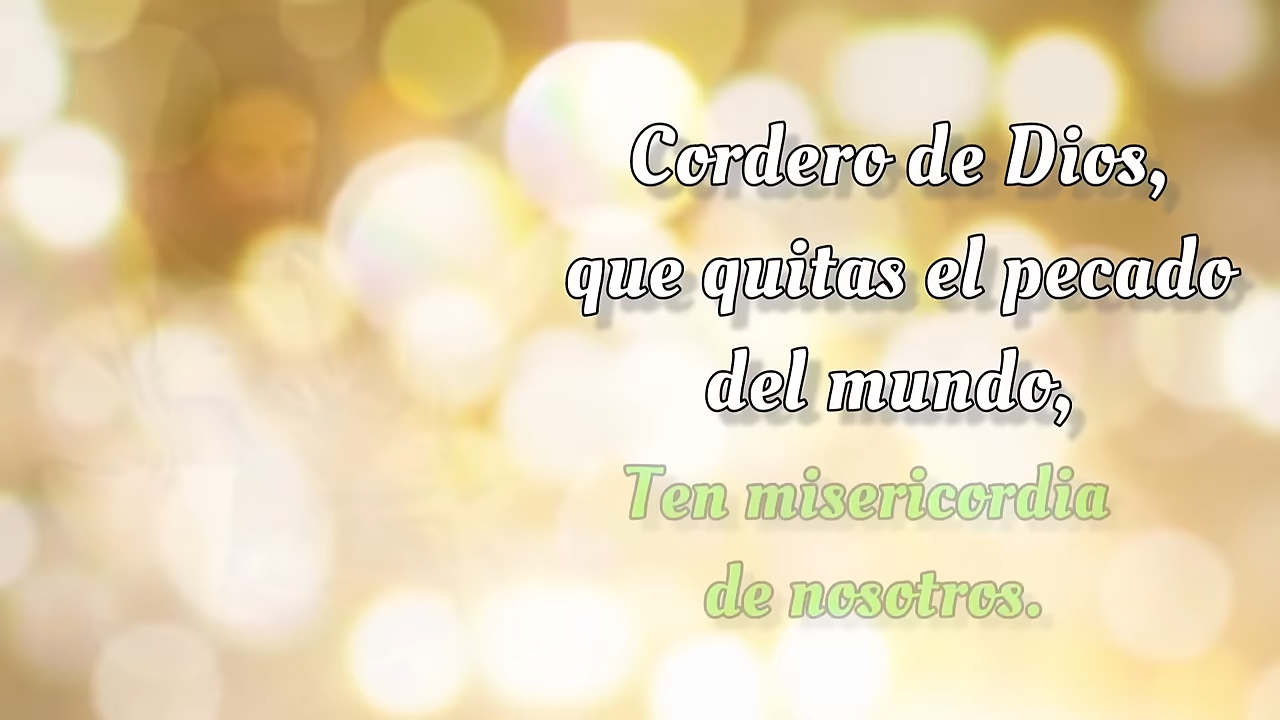 Cordero de Dios,
que quitas el pecado
del mundo,
Ten misericordia
de nosotros.